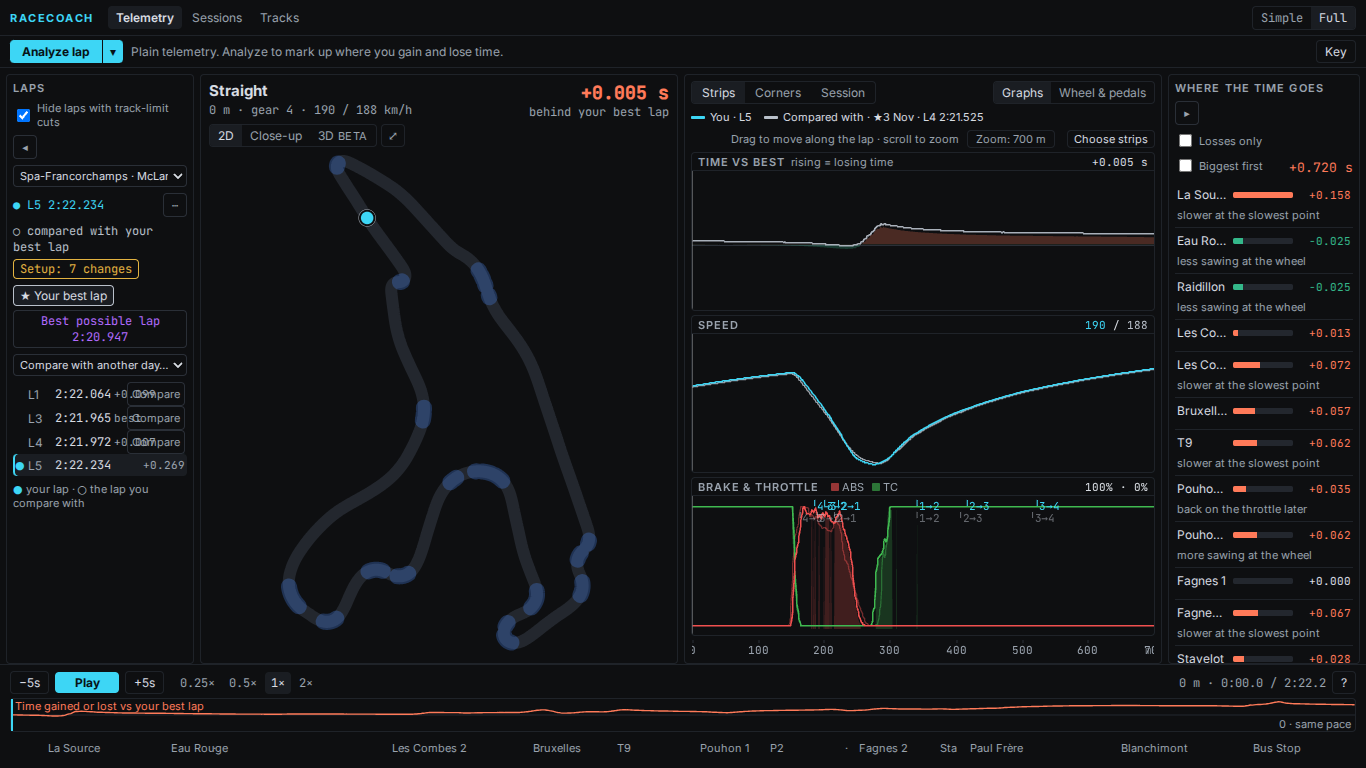 RACECOACH Telemetry Sessions Tracks Simple Full
Analyze lap ▾ Plain telemetry. Analyze to mark up where you gain and lose time. Key
LAPS
Hide laps with track-limit
cuts
◂
Spa-Francorchamps · McLar
● L5 2:22.234 …
○ compared with your
best lap
Setup: 7 changes
★ Your best lap
Best possible lap
2:20.947
Compare with another day...
L1 2:22.064 +0.099 Compare
L3 2:21.965 best Compare
L4 2:21.972 +0.007 Compare
L5 2:22.234 +0.269
● your lap · ○ the lap you
compare with
Straight +0.005 s
0 m · gear 4 · 190 / 188 km/h behind your best lap
2D Close-up 3D BETA ⤢
Strips Corners Session Graphs Wheel & pedals
You · L5 Compared with · ★3 Nov · L4 2:21.525
Drag to move along the lap · scroll to zoom Zoom: 700 m Choose strips
TIME VS BEST rising = losing time +0.005 s
SPEED 190 / 188
BRAKE & THROTTLE ABS TC 100% · 0%
2→1 1→2 2→3 3→4
1→2 2→3 3→4
0 100 200 300 400 500 600
WHERE THE TIME GOES
▸
Losses only
Biggest first +0.720 s
La Sou... +0.158
slower at the slowest point
Eau Ro... -0.025
less sawing at the wheel
Raidillon -0.025
less sawing at the wheel
Les Co... +0.013
Les Co... +0.072
slower at the slowest point
Bruxell... +0.057
T9 +0.062
slower at the slowest point
Pouho... +0.035
back on the throttle later
Pouho... +0.062
more sawing at the wheel
Fagnes 1 +0.000
Fagne... +0.067
slower at the slowest point
Stavelot +0.028
−5s Play +5s 0.25× 0.5× 1× 2× 0 m · 0:00.0 / 2:22.2 ?
Time gained or lost vs your best lap
0 · same pace
La Source Eau Rouge Les Combes 2 Bruxelles T9 Pouhon 1 P2 · Fagnes 2 Sta Paul Frère Blanchimont Bus Stop